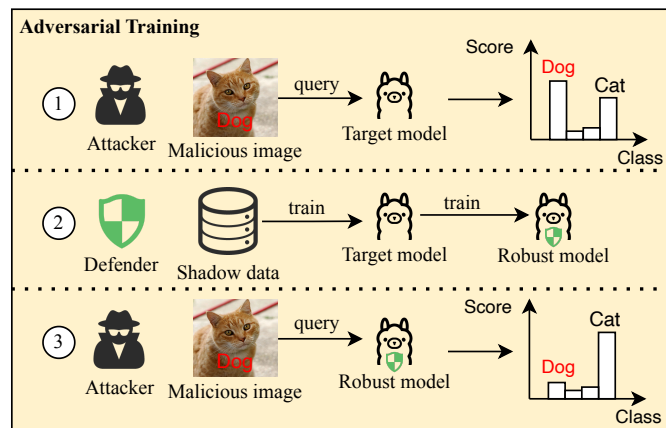 Adversarial Training
1
Attacker
Dog
Malicious image
query
Target model
Score
Dog
Cat
Class
2
Defender
Shadow data
train
Target model
train
Robust model
3
Attacker
Dog
Malicious image
query
Robust model
Score
Dog
Cat
Class